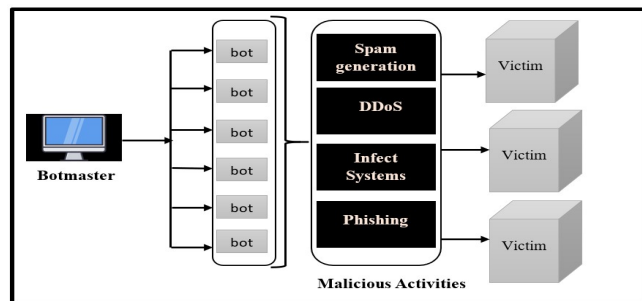 Botmaster
bot
bot
bot
bot
bot
bot
Spam
generation
DDoS
Infect
Systems
Phishing
Malicious Activities
Victim
Victim
Victim